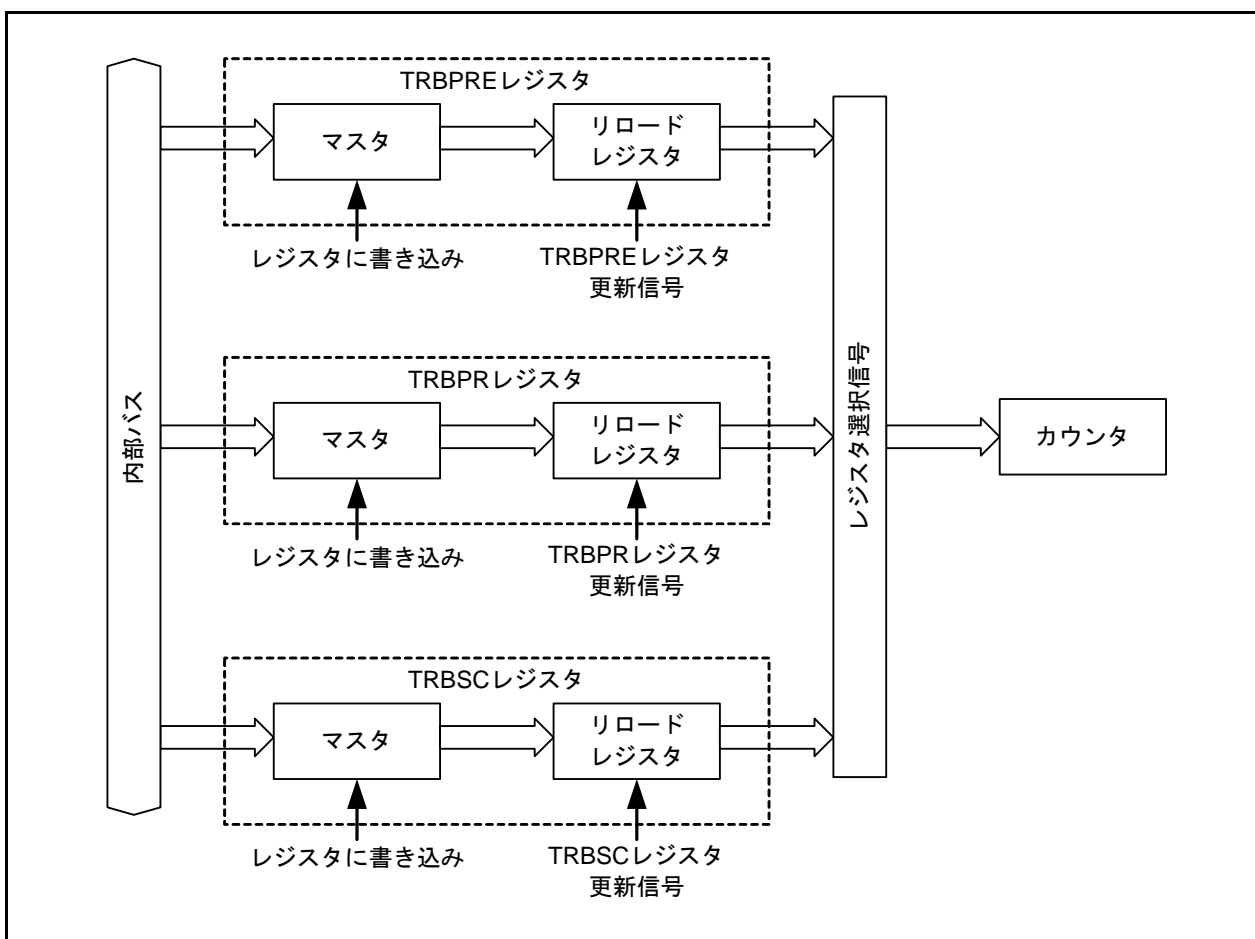 TRBPREレジスタ
マスタ
リロード
レジスタ
レジスタに書き込み
TRBPREレジスタ
更新信号
内部バス
TRBPRレジスタ
マスタ
リロード
レジスタ
レジスタに書き込み
TRBPRレジスタ
更新信号
レジスタ選択信号
カウンタ
TRBSCレジスタ
マスタ
リロード
レジスタ
レジスタに書き込み
TRBSCレジスタ
更新信号